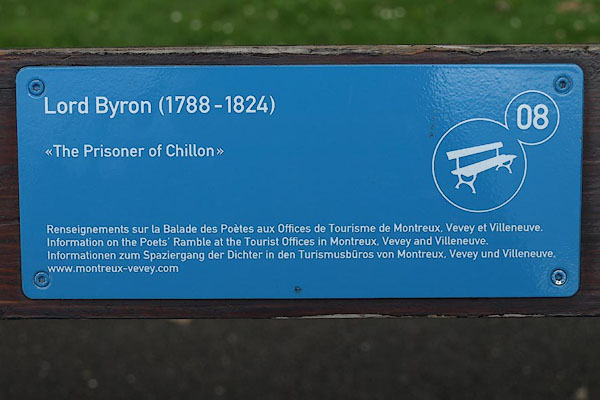 Lord Byron (1788 - 1824)
08
«The Prisoner of Chillon»
Renseignements sur la Balade des Poètes aux Offices de Tourisme de Montreux, Vevey et Villeneuve.
Information on the Poets' Ramble at the Tourist Offices in Montreux, Vevey and Villeneuve.
Informationen zum Spaziergang der Dichter in den Turismusbüros von Montreux, Vevey und Villeneuve.
www.montreux-vevey.com